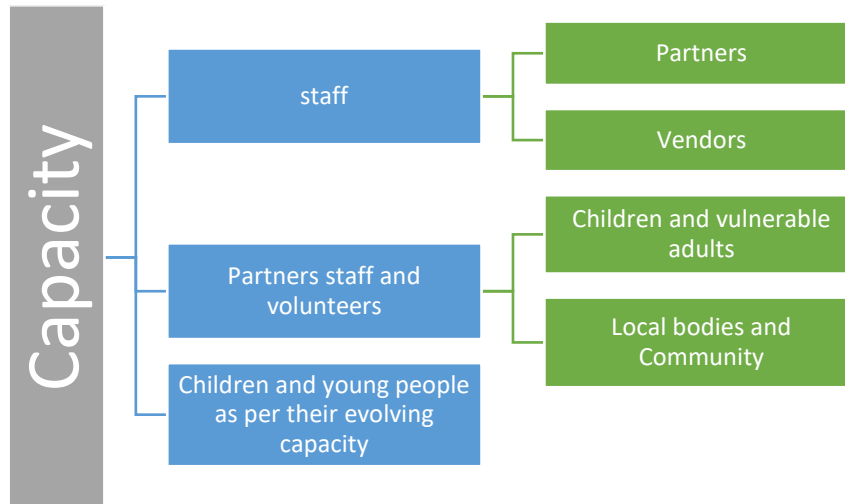 Capacity
staff
Partners
Vendors
Partners staff and
volunteers
Children and vulnerable
adults
Local bodies and
Community
Children and young people
as per their evolving
capacity